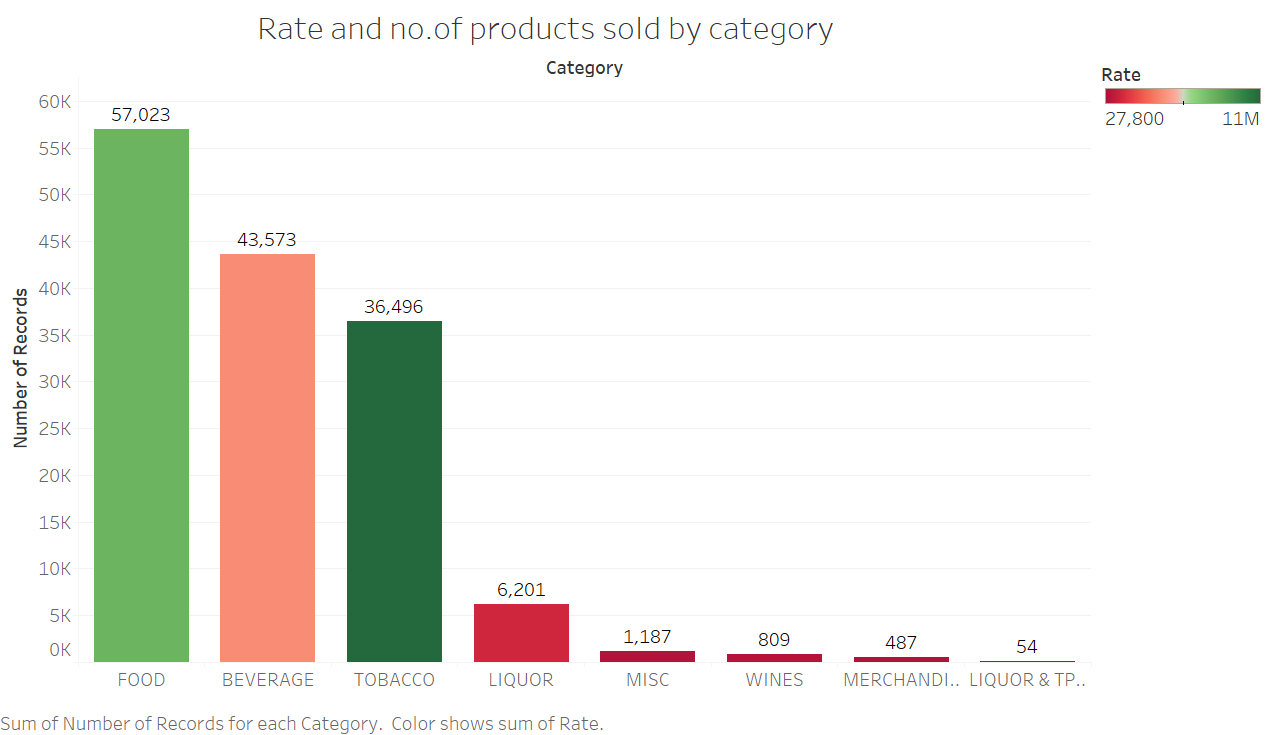 Rate and no.of products sold by category
Category
Rate
27,800 11M
Number of Records
60K
55K
50K
45K
40K
35K
30K
25K
20K
15K
10K
5K
0K
57,023
43,573
36,496
6,201
1,187
809
487
54
FOOD BEVERAGE TOBACCO LIQUOR MISC WINES MERCHANDI.. LIQUOR & TP..
Sum of Number of Records for each Category. Color shows sum of Rate.